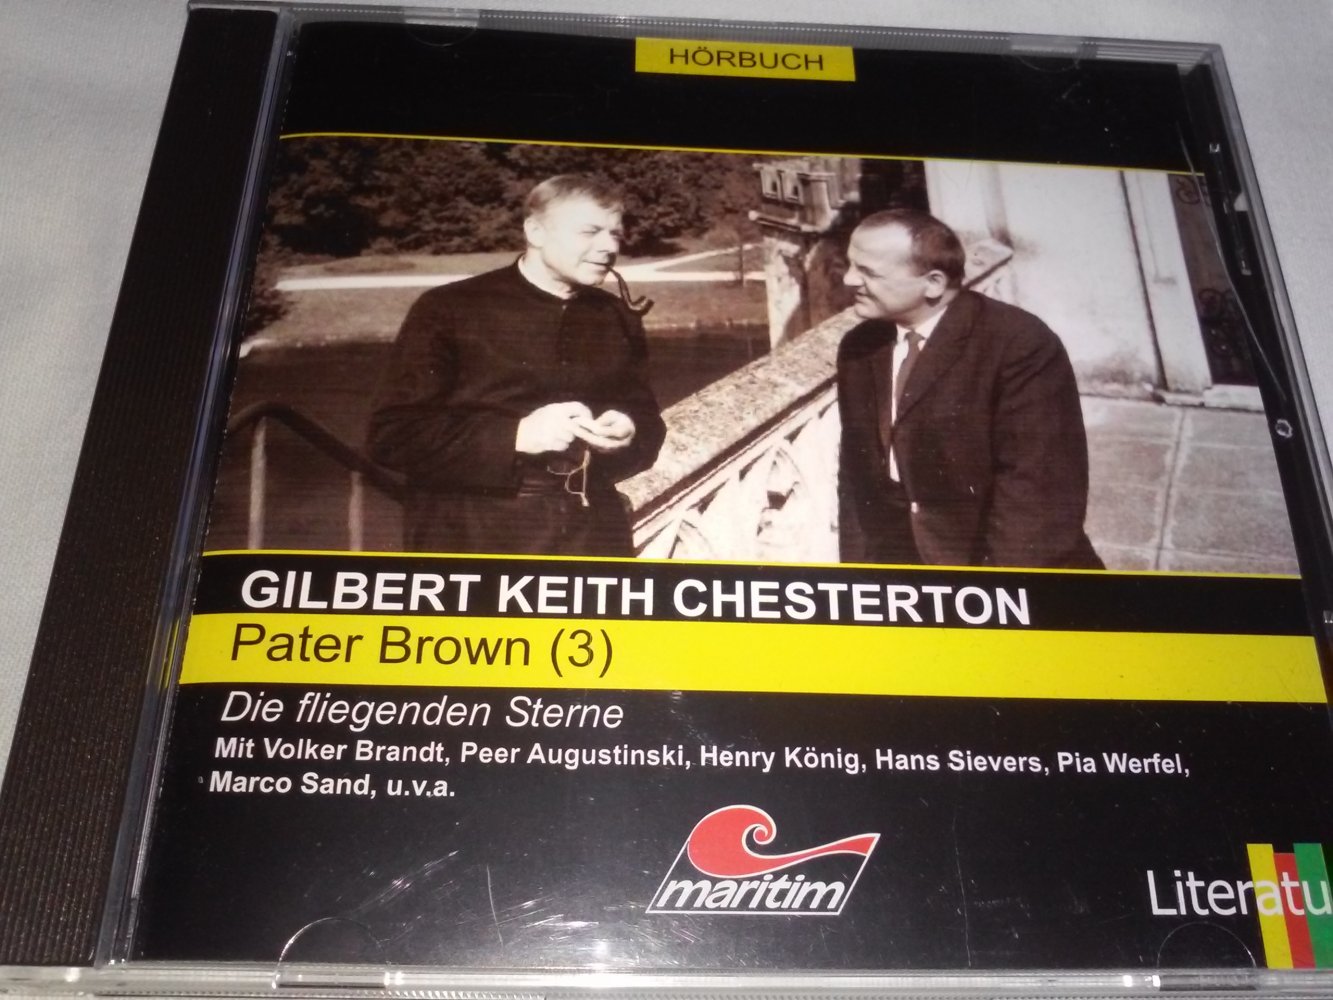 HÖRBUCH
GILBERT KEITH CHESTERTON
Pater Brown (3)
Die fliegenden Sterne
Mit Volker Brandt, Peer Augustinski, Henry König, Hans Sievers, Pia Werfel,
Marco Sand, u.v.a.
maritim
Literatu